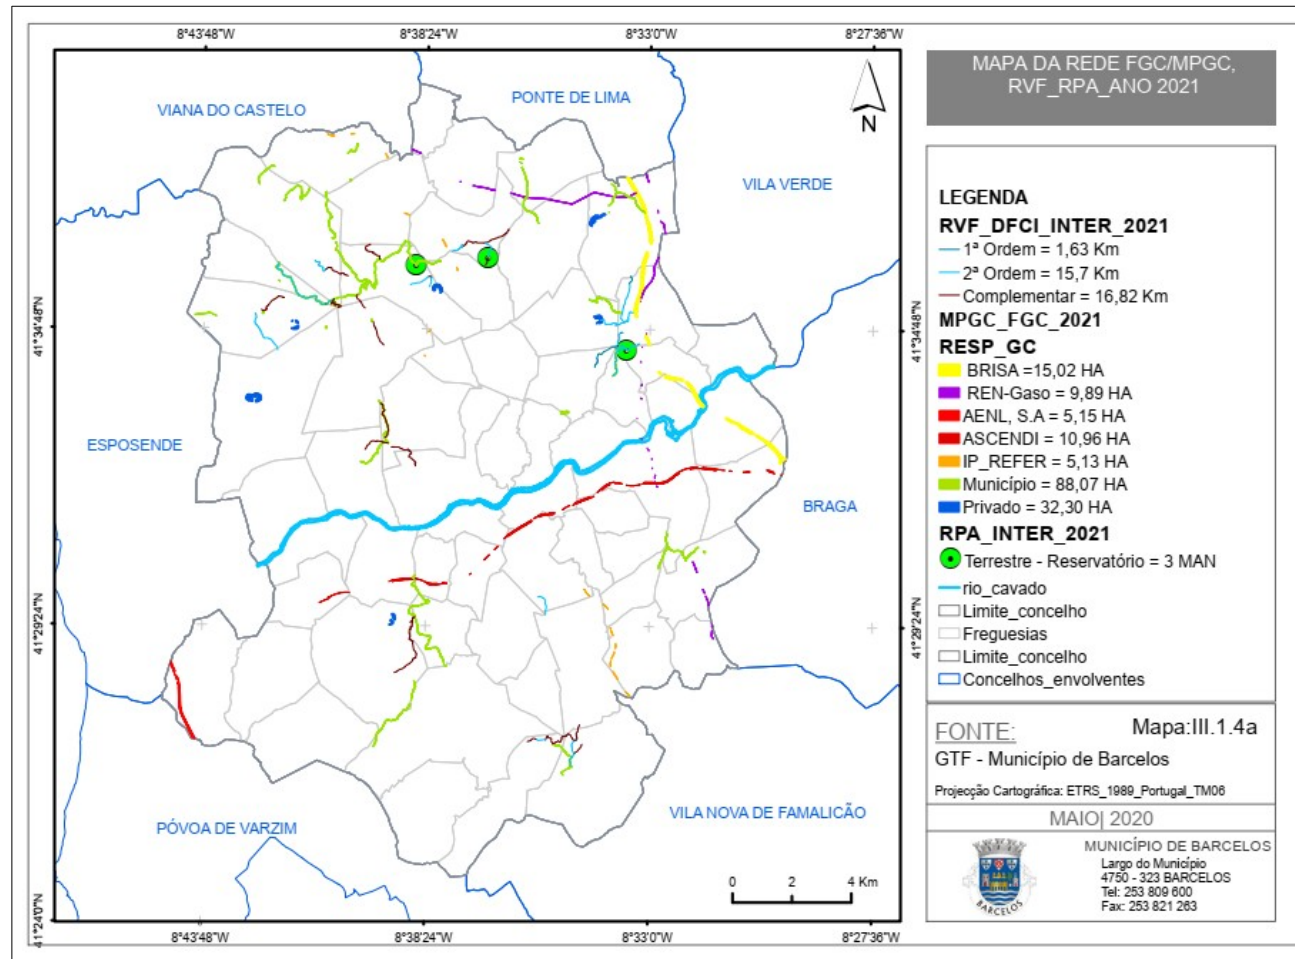 8°43'48"W
8°38'24"W
8°33'0"W
8°27'36"W
VIANA DO CASTELO
PONTE DE LIMA
N
VILA VERDE
41°34'48"N
41°34'48"N
ESPOSENDE
BRAGA
41°29'24"N
41°29'24"N
PÓVOA DE VARZIM
VILA NOVA DE FAMALICÃO
0 2 4 Km
41°24'0"N
8°43'48"W
8°38'24"W
8°33'0"W
8°27'36"W
MAPA DA REDE FGC/MPGC,
RVF_RPA_ANO 2021
LEGENDA
RVF_DFCI_INTER_2021
1ª Ordem = 1,63 Km
2ª Ordem = 15,7 Km
Complementar = 16,82 Km
MPGC_FGC_2021
RESP_GC
BRISA =15,02 HA
REN-Gaso = 9,89 HA
AENL, S.A = 5,15 HA
ASCENDI = 10,96 HA
IP_REFER = 5,13 HA
Município = 88,07 HA
Privado = 32,30 HA
RPA_INTER_2021
Terrestre - Reservatório = 3 MAN
rio_cavado
Limite_concelho
Freguesias
Limite_concelho
Concelhos_envolventes
FONTE:
Mapa:III.1.4a
GTF - Município de Barcelos
Projecção Cartográfica: ETRS_1989_Portugal_TM06
MAIO| 2020
MUNICÍPIO DE BARCELOS
Largo do Município
4750 - 323 BARCELOS
Tel: 253 809 600
Fax: 253 821 263
BARCELOS